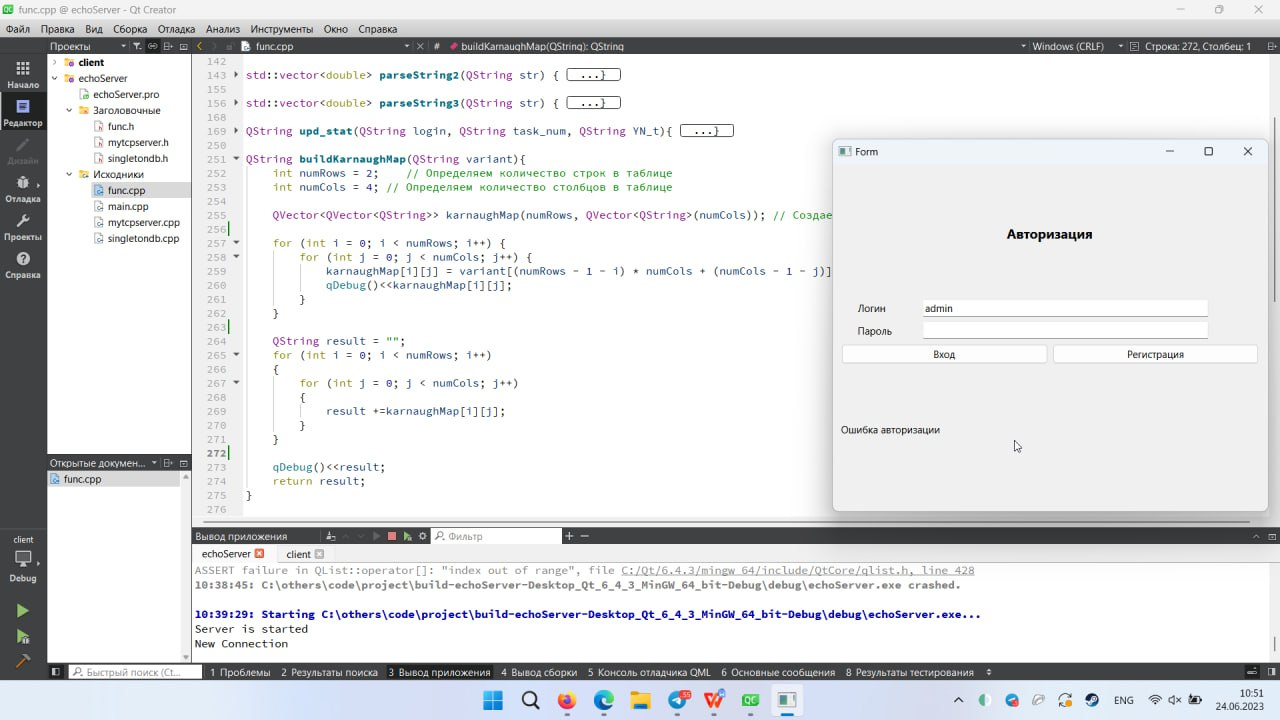 func.cpp @ echoServer - Qt Creator
Файл Правка Вид Сборка Отладка Анализ Инструменты Окно Справка
Проекты
func.cpp
# buildKarnaughMap(QString): QString
Windows (CRLF)
Строка: 272, Столбец: 1
Начало
Редактор
Дизайн
Отладка
Проекты
Справка
client
echoServer
echoServer.pro
Заголовочные
func.h
mytcpserver.h
singletondb.h
Исходники
func.cpp
main.cpp
mytcpserver.cpp
singletondb.cpp
Открытые докумен...
func.cpp
client
Debug
142
143 std::vector<double> parseString2(QString str) { ...}
155
156 std::vector<double> parseString3(QString str) { ...}
168
169 QString upd_stat(QString login, QString task_num, QString YN_t){ ...}
250
251 QString buildKarnaughMap(QString variant){
252 int numRows = 2; // Определяем количество строк в таблице
253 int numCols = 4; // Определяем количество столбцов в таблице
254
255 QVector<QVector<QString>> karnaughMap(numRows, QVector<QString>(numCols)); // Создае
256
257 for (int i = 0; i < numRows; i++) {
258 for (int j = 0; j < numCols; j++) {
259 karnaughMap[i][j] = variant[(numRows - 1 - i) * numCols + (numCols - 1 - j)]
260 qDebug()<<karnaughMap[i][j];
261 }
262 }
263
264 QString result = "";
265 for (int i = 0; i < numRows; i++)
266 {
267 for (int j = 0; j < numCols; j++)
268 {
269 result +=karnaughMap[i][j];
270 }
271 }
272
273 qDebug()<<result;
274 return result;
275 }
276
Form
Авторизация
Логин admin
Пароль
Вход Регистрация
Ошибка авторизации
Вывод приложения
Фильтр
echoServer client
ASSERT failure in QList::operator[]: "index out of range", file C:/Qt/6.4.3/mingw_64/include/QtCore/qlist.h, line 428
10:38:45: C:\others\code\project\build-echoServer-Desktop_Qt_6_4_3_MinGW_64_bit-Debug\debug\echoServer.exe crashed.
10:39:29: Starting C:\others\code\project\build-echoServer-Desktop_Qt_6_4_3_MinGW_64_bit-Debug\debug\echoServer.exe...
Server is started
New Connection
Быстрый поиск (Ct...
1 Проблемы 2 Результаты поиска 3 Вывод приложения 4 Вывод сборки 5 Консоль отладчика QML 6 Основные сообщения 8 Результаты тестирования
ENG
10:51
24.06.2023